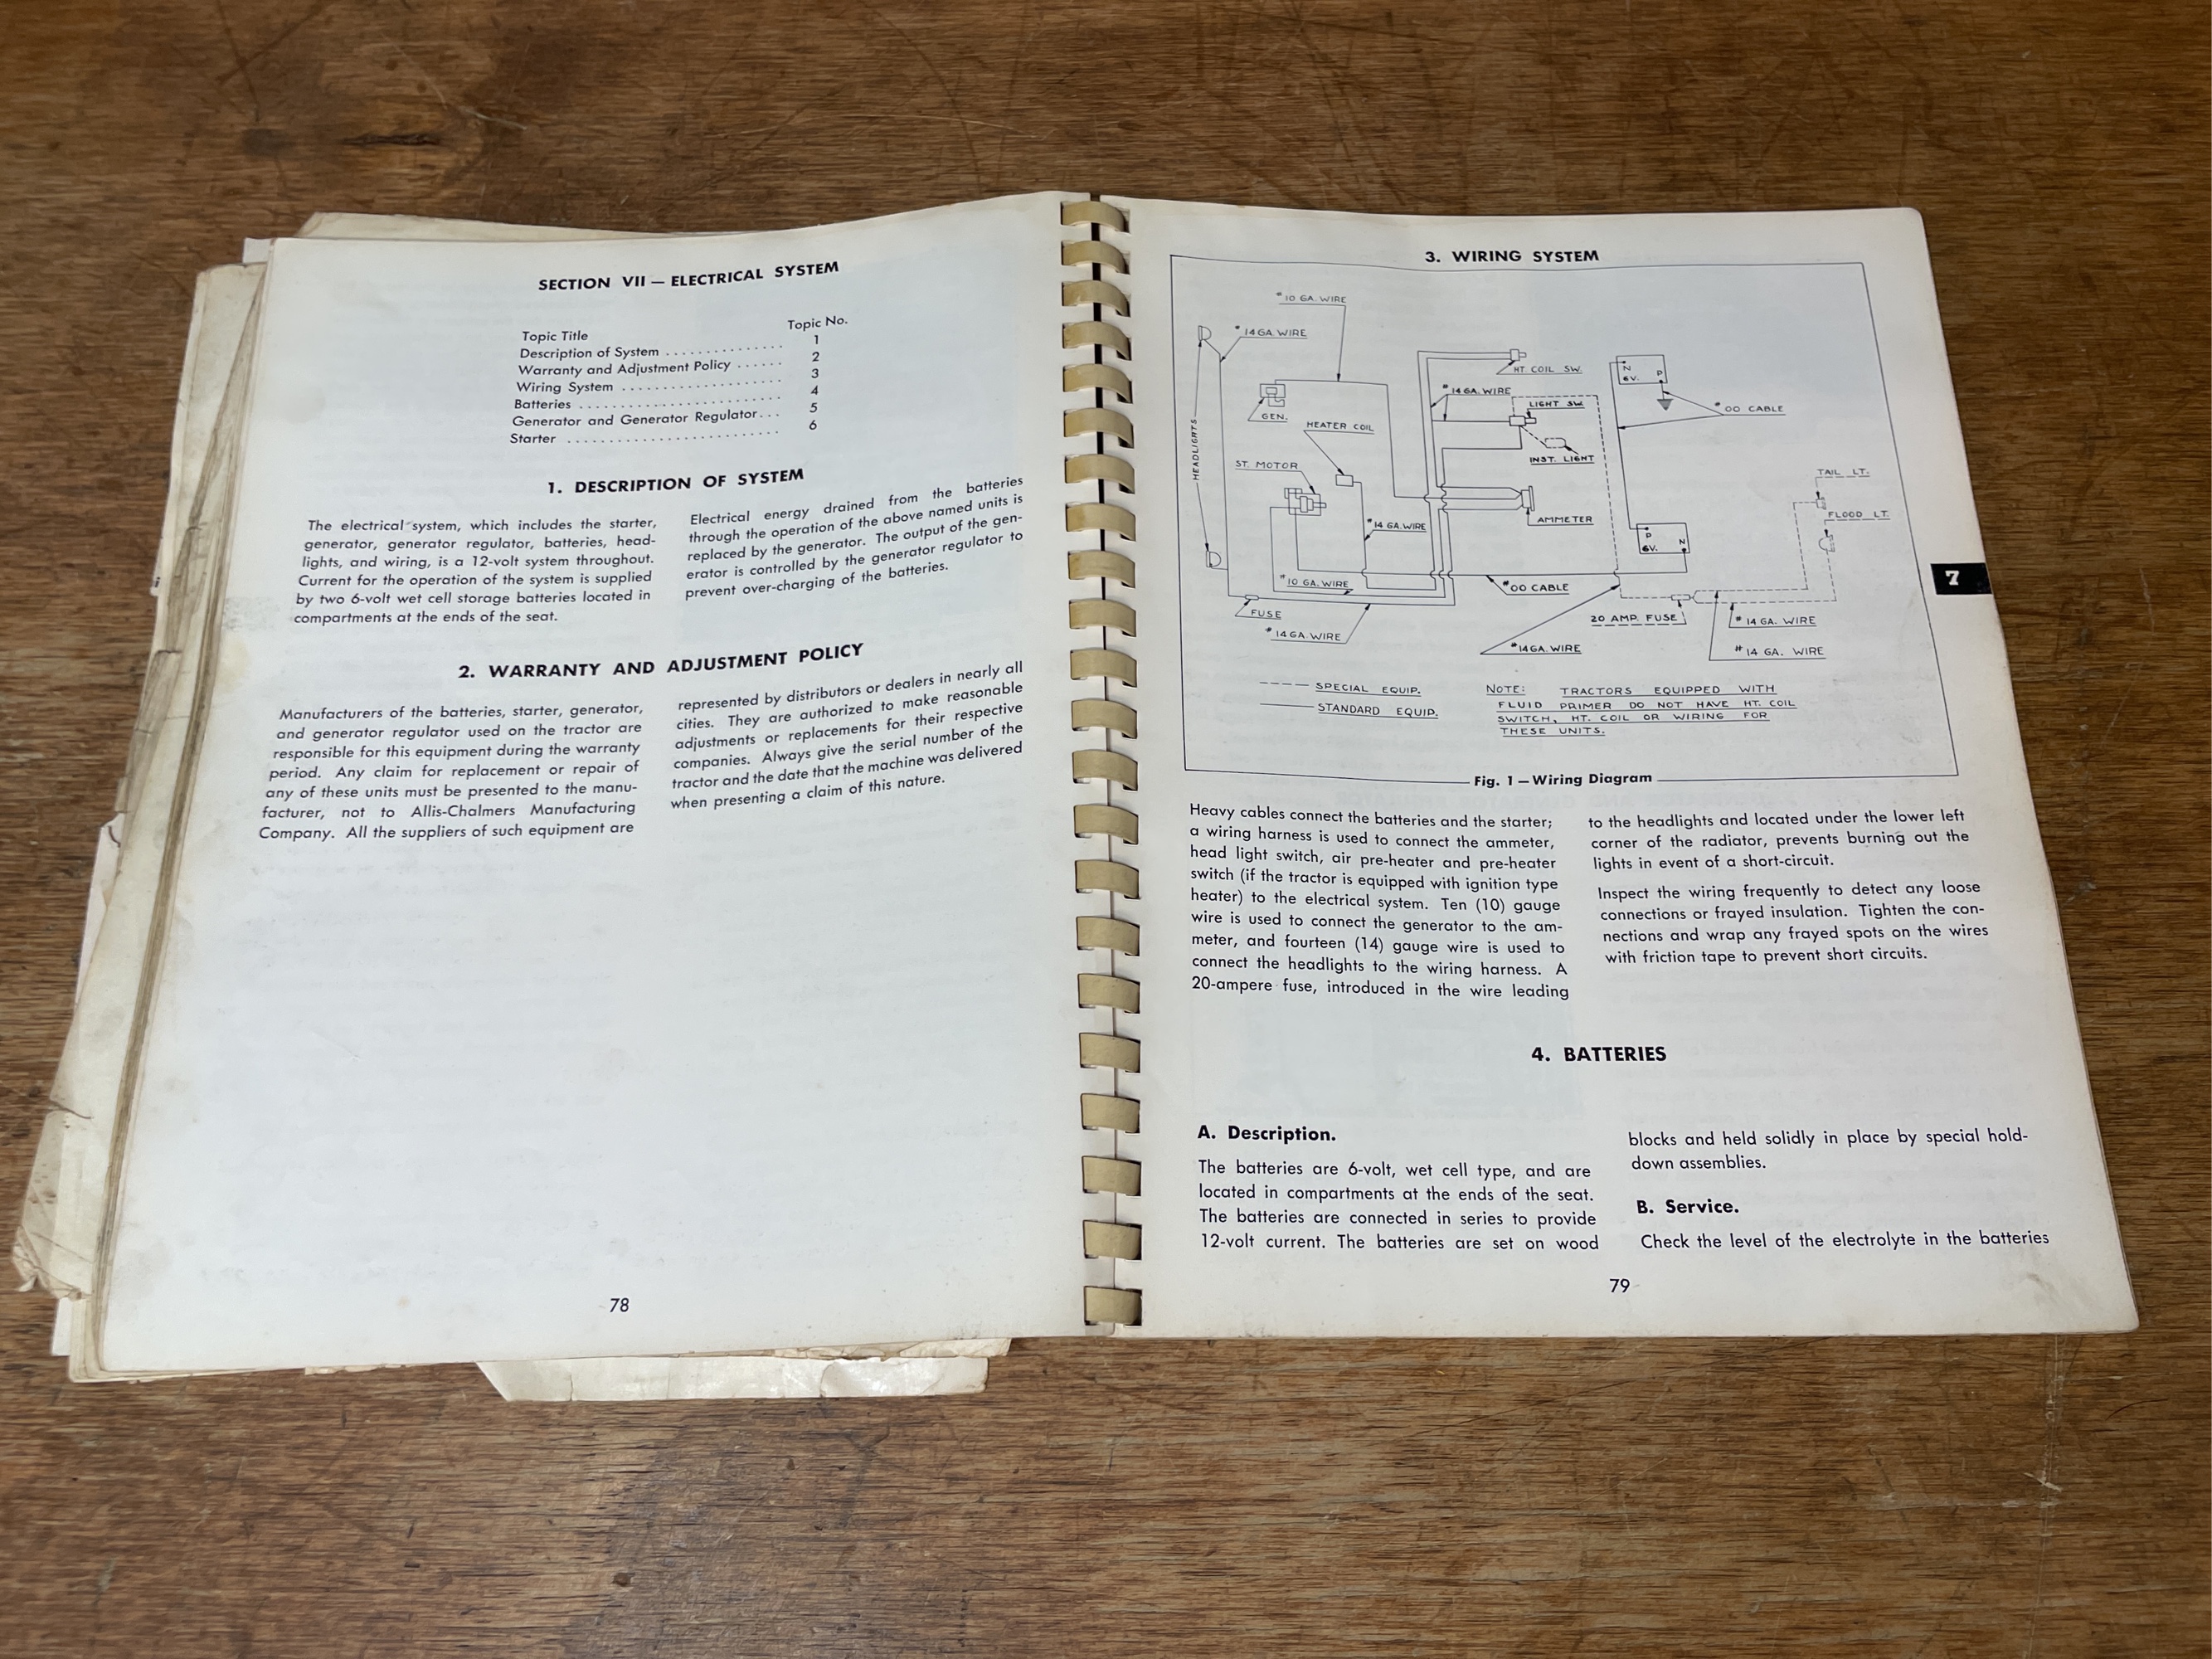 SECTION VII — ELECTRICAL SYSTEM
Topic Title
Topic No.
Description of System . . . . . . . . . . . . . . 1
Warranty and Adjustment Policy . . . . . . 2
Wiring System . . . . . . . . . . . . . . . . . . . 3
Batteries . . . . . . . . . . . . . . . . . . . . . . . . 4
Generator and Generator Regulator . . . 5
Starter . . . . . . . . . . . . . . . . . . . . . . . . . 6
1. DESCRIPTION OF SYSTEM
The electrical system, which includes the starter,
generator, generator regulator, batteries, head-
lights, and wiring, is a 12-volt system throughout.
Current for the operation of the system is supplied
by two 6-volt wet cell storage batteries located in
compartments at the ends of the seat.
Electrical energy drained from the batteries
through the operation of the above named units is
replaced by the generator. The output of the gen-
erator is controlled by the generator regulator to
prevent over-charging of the batteries.
2. WARRANTY AND ADJUSTMENT POLICY
Manufacturers of the batteries, starter, generator,
and generator regulator used on the tractor are
responsible for this equipment during the warranty
period. Any claim for replacement or repair of
any of these units must be presented to the manu-
facturer, not to Allis-Chalmers Manufacturing
Company. All the suppliers of such equipment are
represented by distributors or dealers in nearly all
cities. They are authorized to make reasonable
adjustments or replacements for their respective
companies. Always give the serial number of the
tractor and the date that the machine was delivered
when presenting a claim of this nature.
78
3. WIRING SYSTEM
#10 GA. WIRE
#14 GA. WIRE
HT. COIL SW.
N
6V.
P
#14 GA. WIRE
LIGHT SW.
#00 CABLE
GEN.
HEATER COIL
HEADLIGHTS
INST. LIGHT
ST. MOTOR
TAIL LT.
FLOOD LT.
#14 GA. WIRE
AMMETER
P
6V.
N
7
#10 GA. WIRE
#00 CABLE
FUSE
20 AMP. FUSE
#14 GA. WIRE
#14 GA. WIRE
#14 GA. WIRE
#14 GA. WIRE
---- SPECIAL EQUIP.
—— STANDARD EQUIP.
NOTE: TRACTORS EQUIPPED WITH
FLUID PRIMER DO NOT HAVE HT. COIL
SWITCH, HT. COIL OR WIRING FOR
THESE UNITS.
Fig. 1 — Wiring Diagram
Heavy cables connect the batteries and the starter;
a wiring harness is used to connect the ammeter,
head light switch, air pre-heater and pre-heater
switch (if the tractor is equipped with ignition type
heater) to the electrical system. Ten (10) gauge
wire is used to connect the generator to the am-
meter, and fourteen (14) gauge wire is used to
connect the headlights to the wiring harness. A
20-ampere fuse, introduced in the wire leading
to the headlights and located under the lower left
corner of the radiator, prevents burning out the
lights in event of a short-circuit.
Inspect the wiring frequently to detect any loose
connections or frayed insulation. Tighten the con-
nections and wrap any frayed spots on the wires
with friction tape to prevent short circuits.
4. BATTERIES
A. Description.
The batteries are 6-volt, wet cell type, and are
located in compartments at the ends of the seat.
The batteries are connected in series to provide
12-volt current. The batteries are set on wood
blocks and held solidly in place by special hold-
down assemblies.
B. Service.
Check the level of the electrolyte in the batteries
79